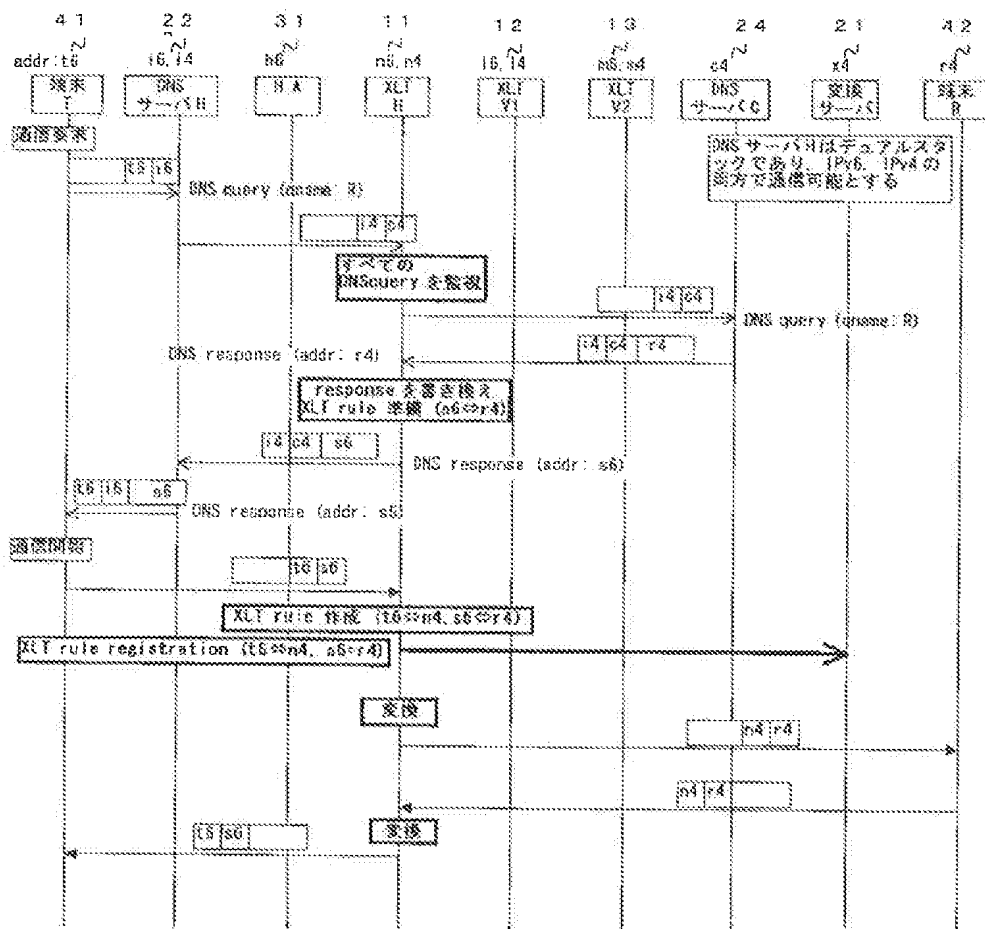 41 22 31 11 12 13 24 21 42
addr:t6 i6,i4 h6 n6,n4 l6,l4 m6,m4 c4 x4 r4
端末
DNS
サーバH
HA
XLT
H
XLT
V1
XLT
V2
DNS
サーバC
変換
サーバ
端末
R
通信要求
DNS サーバHはデュアルスタ
ックであり、IPv6, IPv4の
両方で通信可能とする
t6 i6
DNS query (qname: R)
i4 c4
すべての
DNSquery を監視
i4 c4
DNS query (qname: R)
i4 c4 r4
DNS response (addr: r4)
response を書き換え
XLT rule 準備 (s6⇔r4)
i4 c4 s6
DNS response (addr: s6)
t6 i6 s6
DNS response (addr: s6)
通信開始
t6 s6
XLT rule 作成 (t6⇔n4, s6⇔r4)
XLT rule registration (t6⇔n4, s6⇔r4)
変換
n4 r4
n4 r4
変換
t6 s6